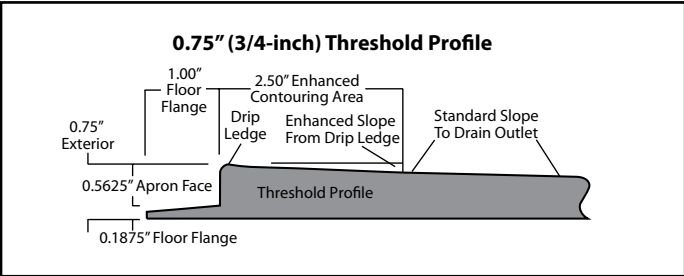 0.75" (3/4-inch) Threshold Profile
1.00"
Floor
Flange
2.50" Enhanced
Contouring Area
Drip
Ledge
Enhanced Slope
From Drip Ledge
Standard Slope
To Drain Outlet
0.75"
Exterior
0.5625" Apron Face
Threshold Profile
0.1875" Floor Flange